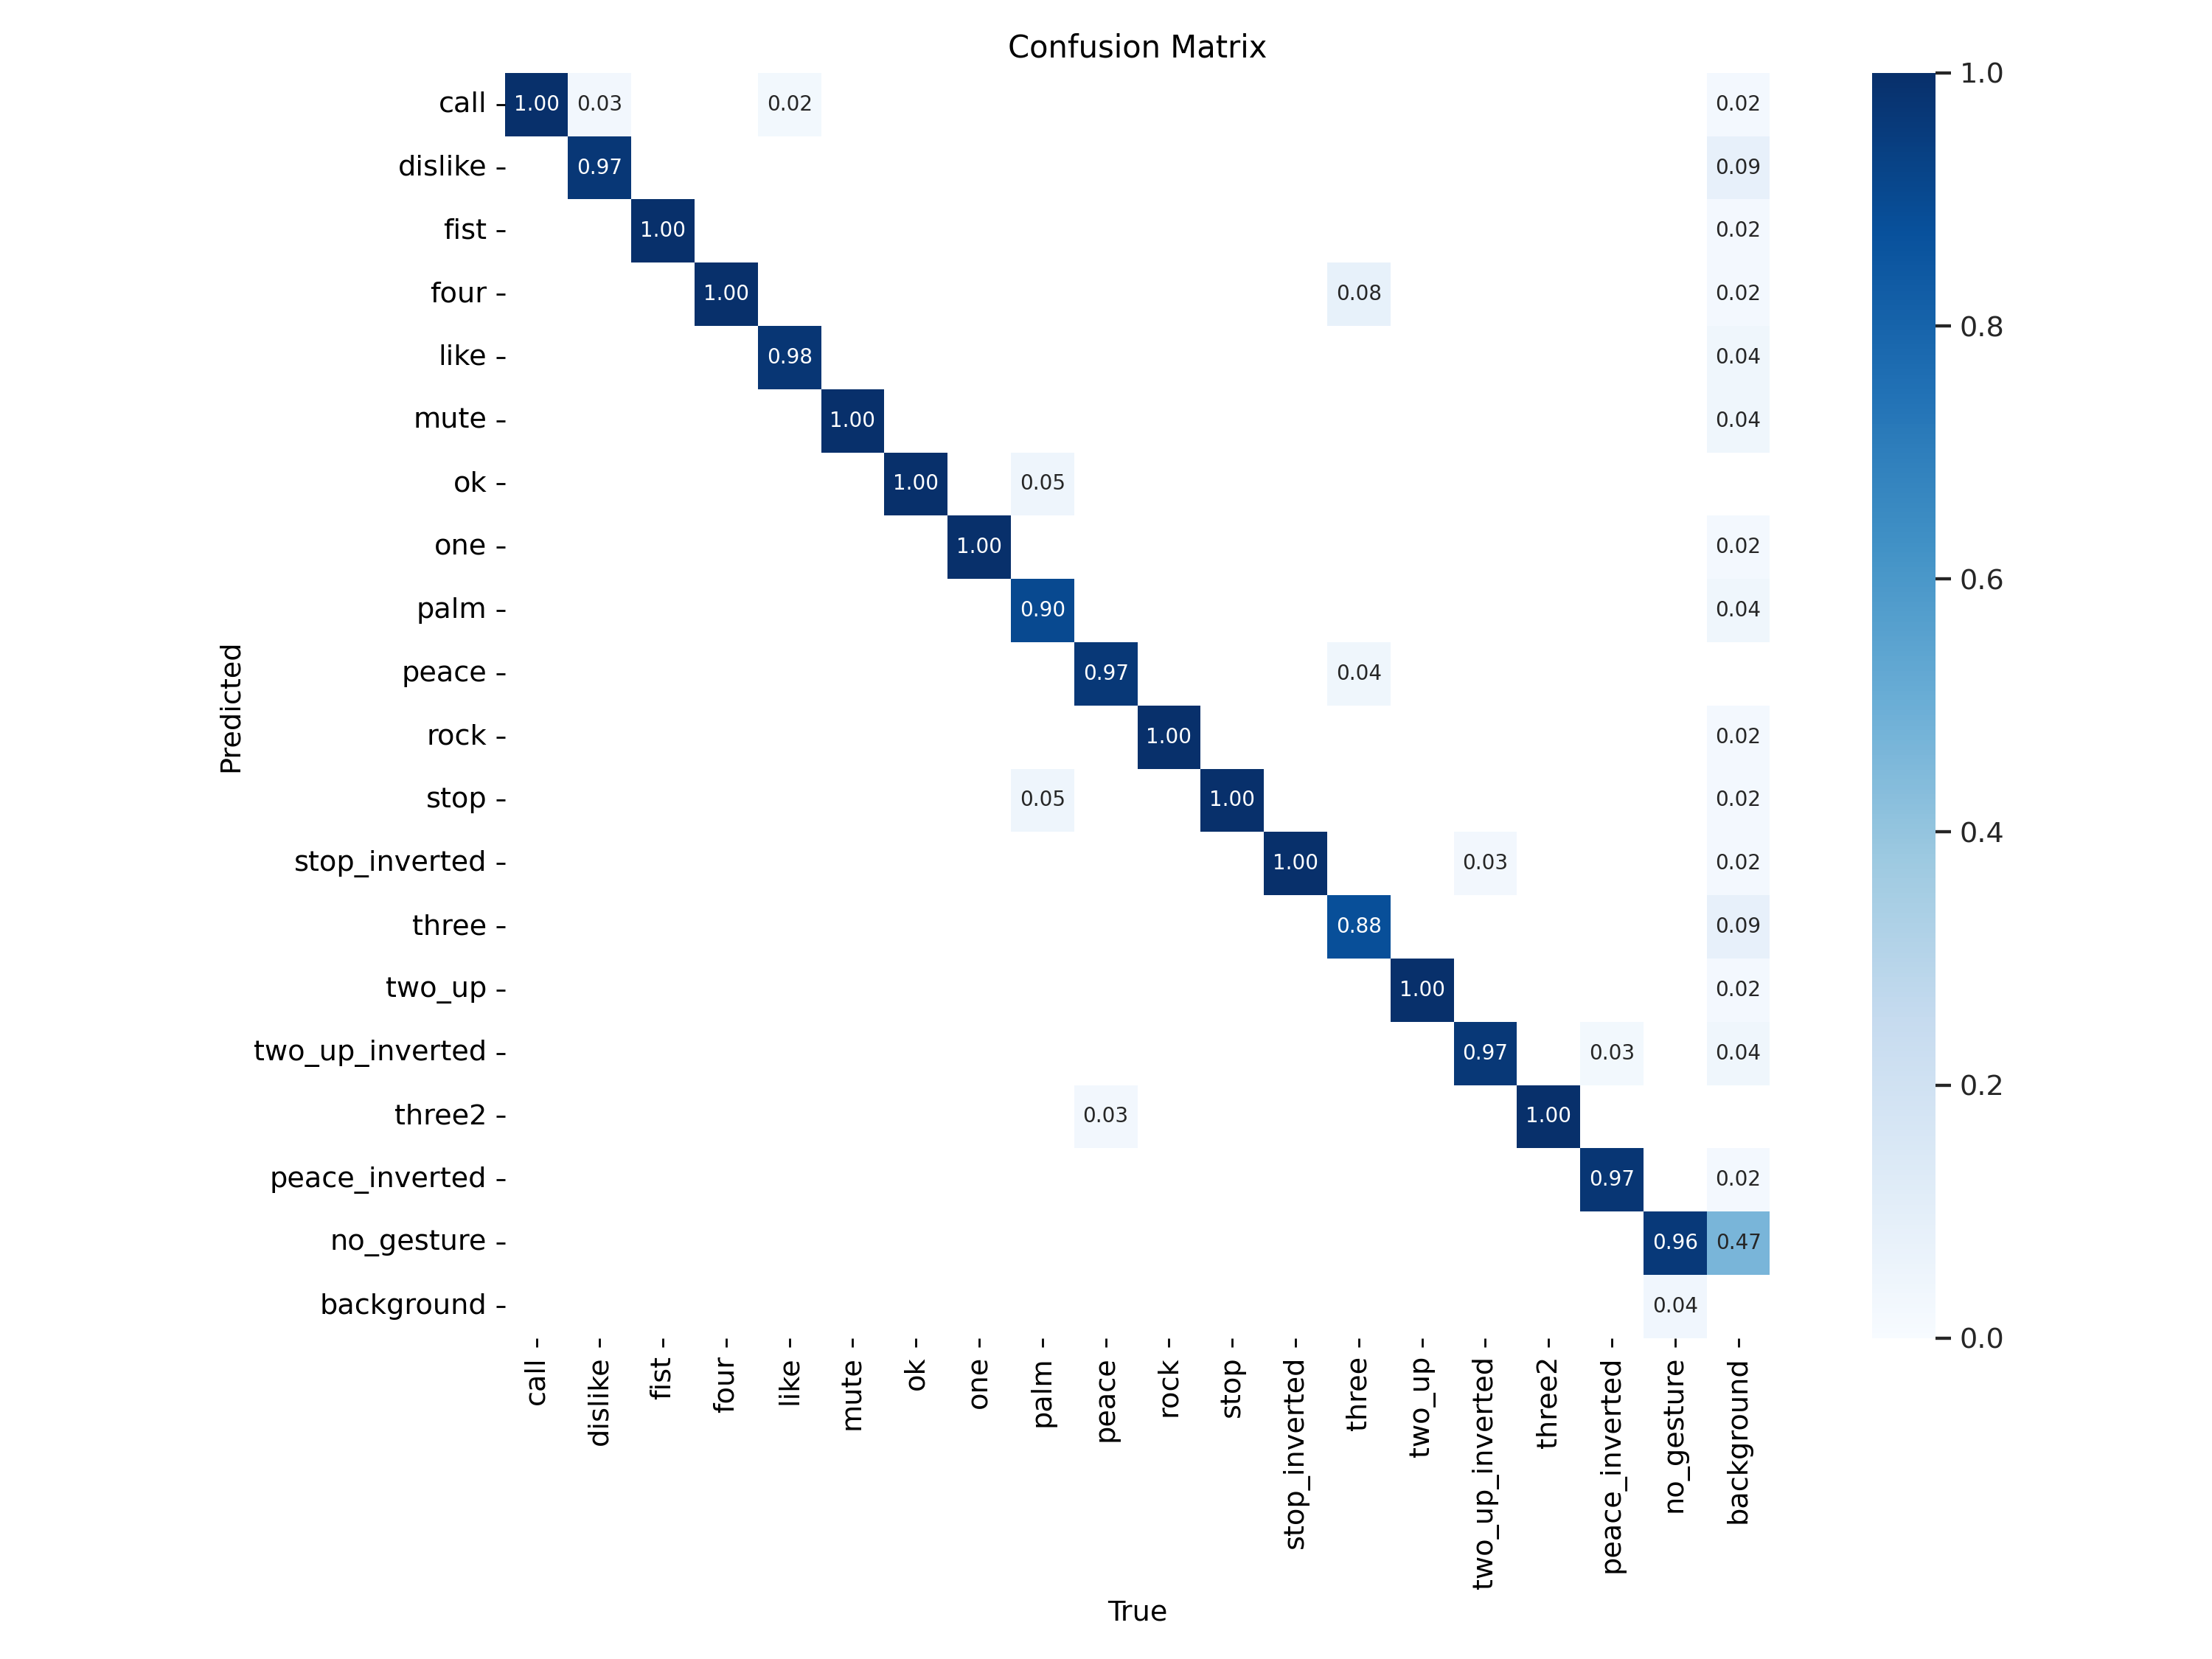 Confusion Matrix
call 1.00 0.03 0.02 0.02
dislike 0.97 0.09
fist 1.00 0.02
four 1.00 0.08 0.02
like 0.98 0.04
mute 1.00 0.04
ok 1.00 0.05
one 1.00 0.02
palm 0.90 0.04
peace 0.97 0.04
rock 1.00 0.02
stop 0.05 1.00 0.02
stop_inverted 1.00 0.03 0.02
three 0.88 0.09
two_up 1.00 0.02
two_up_inverted 0.97 0.03 0.04
three2 0.03 1.00
peace_inverted 0.97 0.02
no_gesture 0.96 0.47
background 0.04
Predicted
call
dislike
fist
four
like
mute
ok
one
palm
peace
rock
stop
stop_inverted
three
two_up
two_up_inverted
three2
peace_inverted
no_gesture
background
True
1.0
0.8
0.6
0.4
0.2
0.0